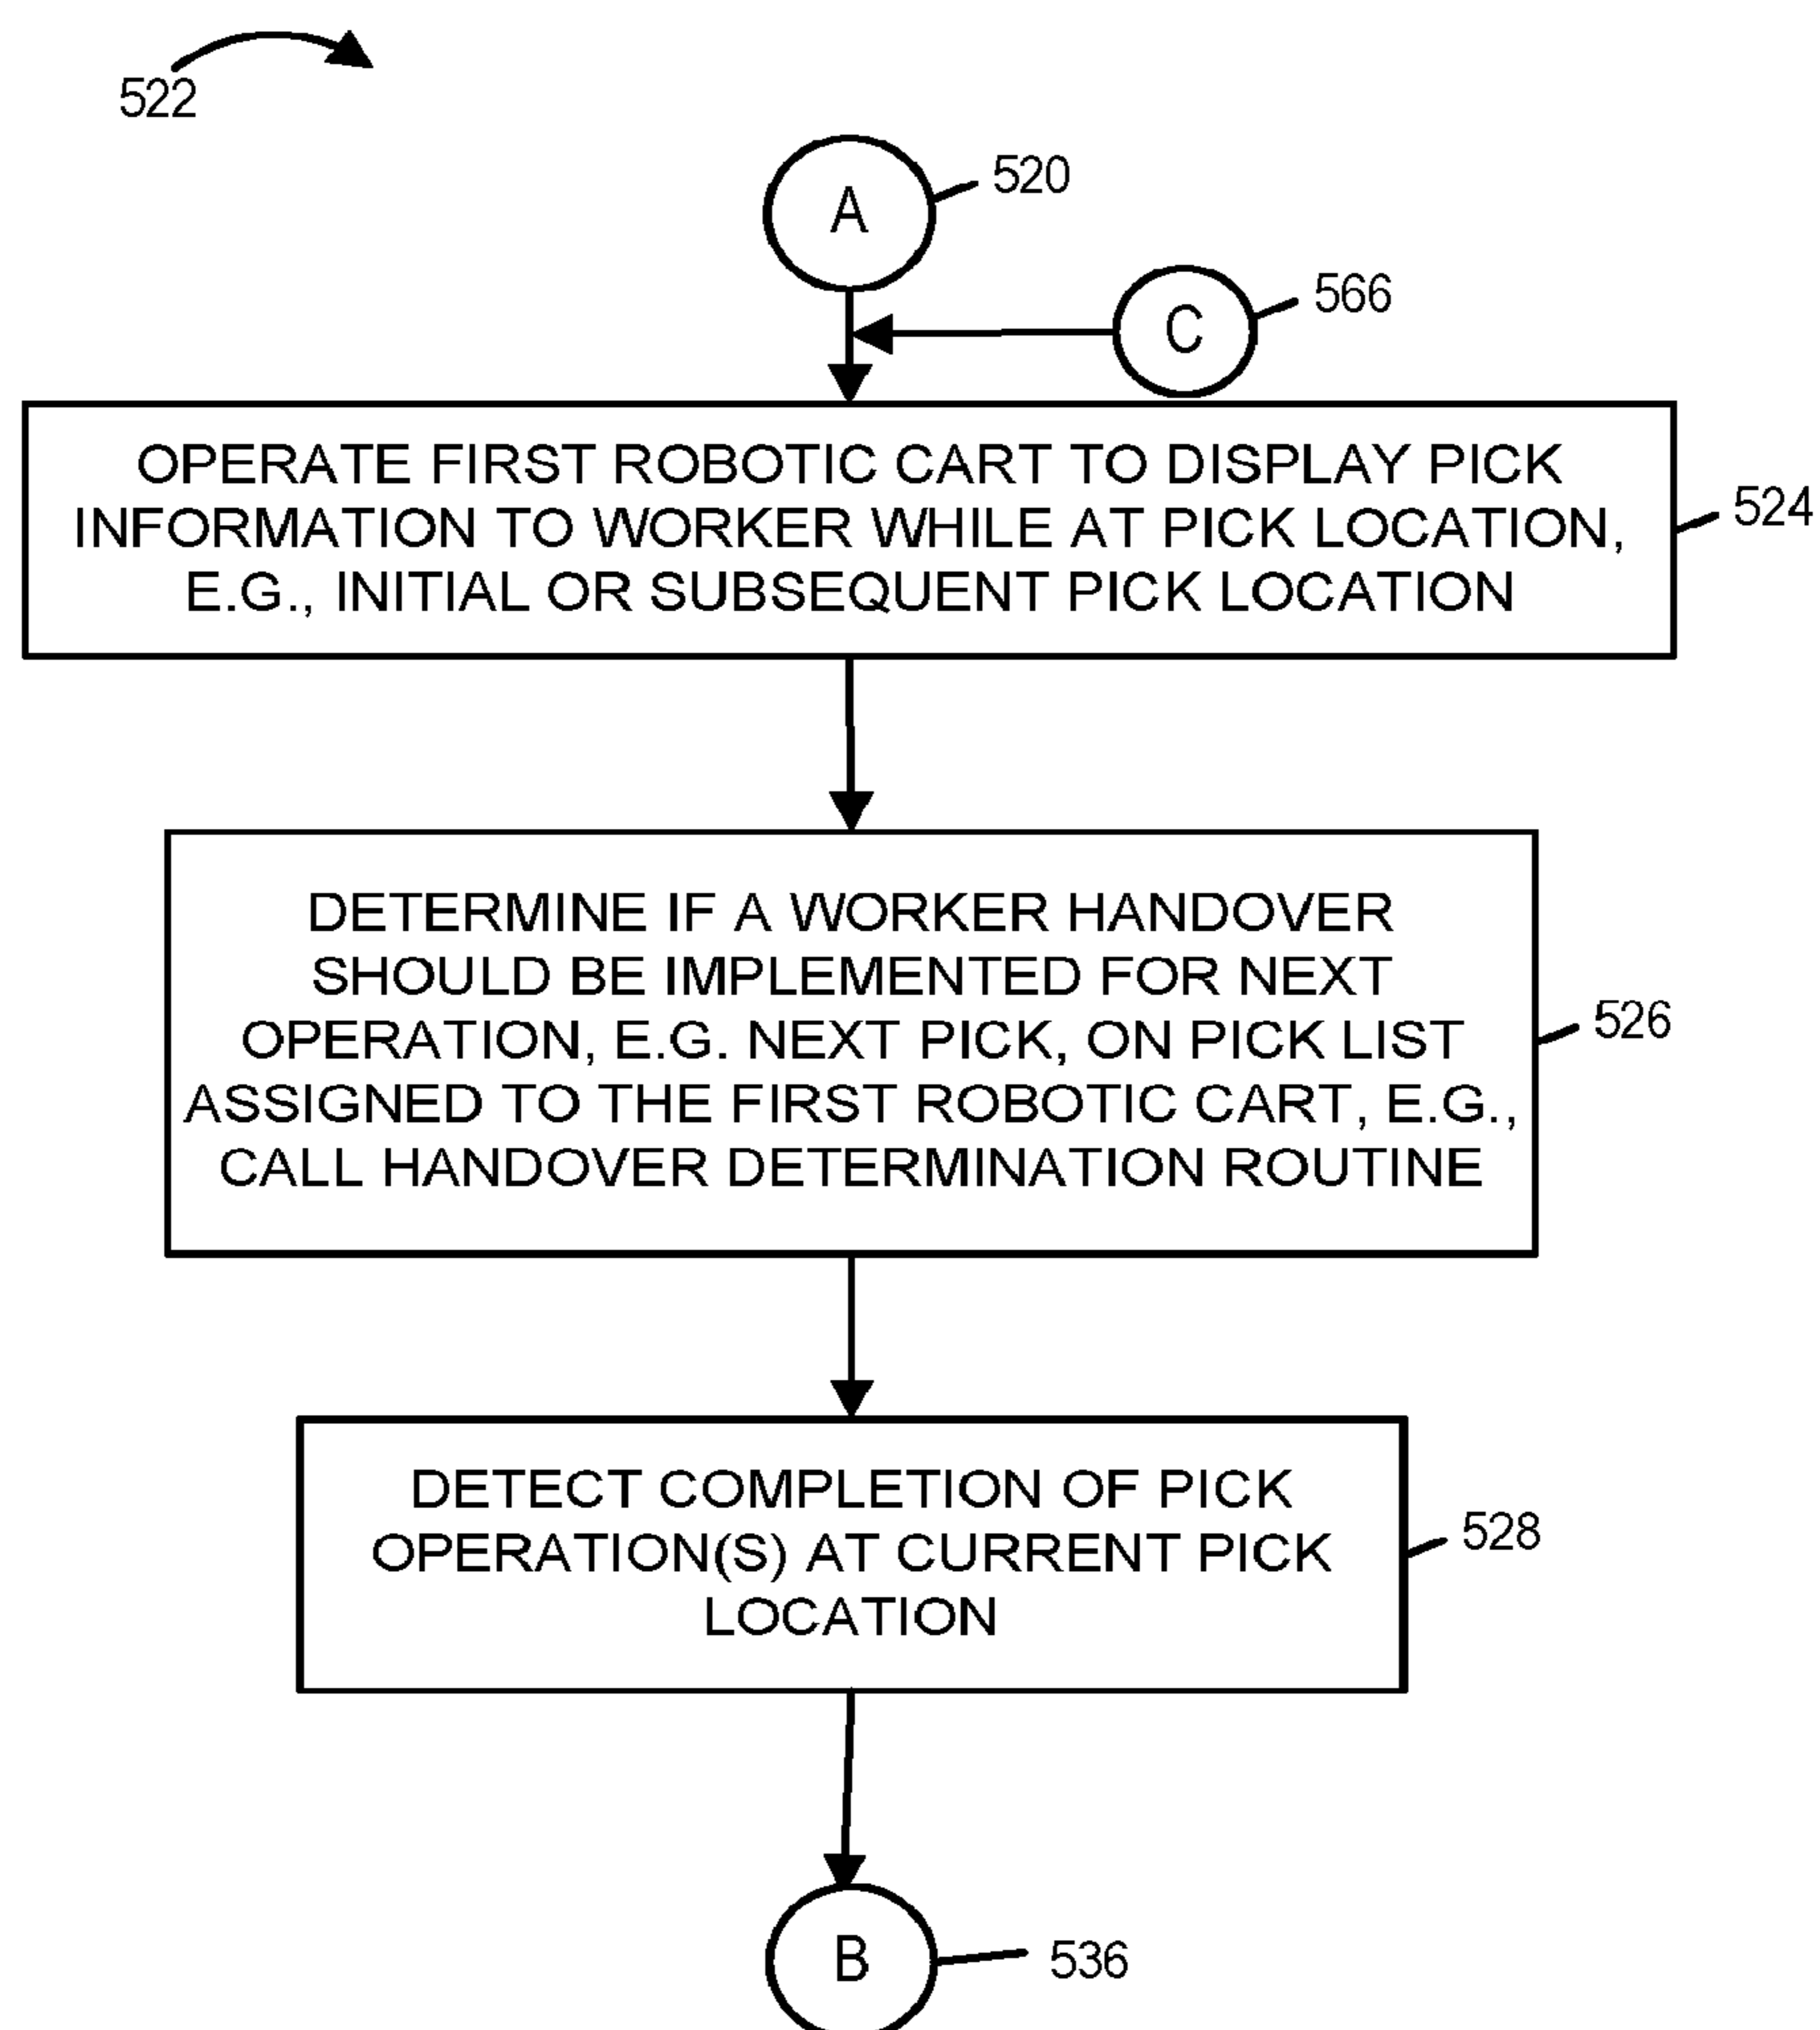 522
A
520
C
566
OPERATE FIRST ROBOTIC CART TO DISPLAY PICK
INFORMATION TO WORKER WHILE AT PICK LOCATION,
E.G., INITIAL OR SUBSEQUENT PICK LOCATION
524
DETERMINE IF A WORKER HANDOVER
SHOULD BE IMPLEMENTED FOR NEXT
OPERATION, E.G. NEXT PICK, ON PICK LIST
ASSIGNED TO THE FIRST ROBOTIC CART, E.G.,
CALL HANDOVER DETERMINATION ROUTINE
526
DETECT COMPLETION OF PICK
OPERATION(S) AT CURRENT PICK
LOCATION
528
B
536